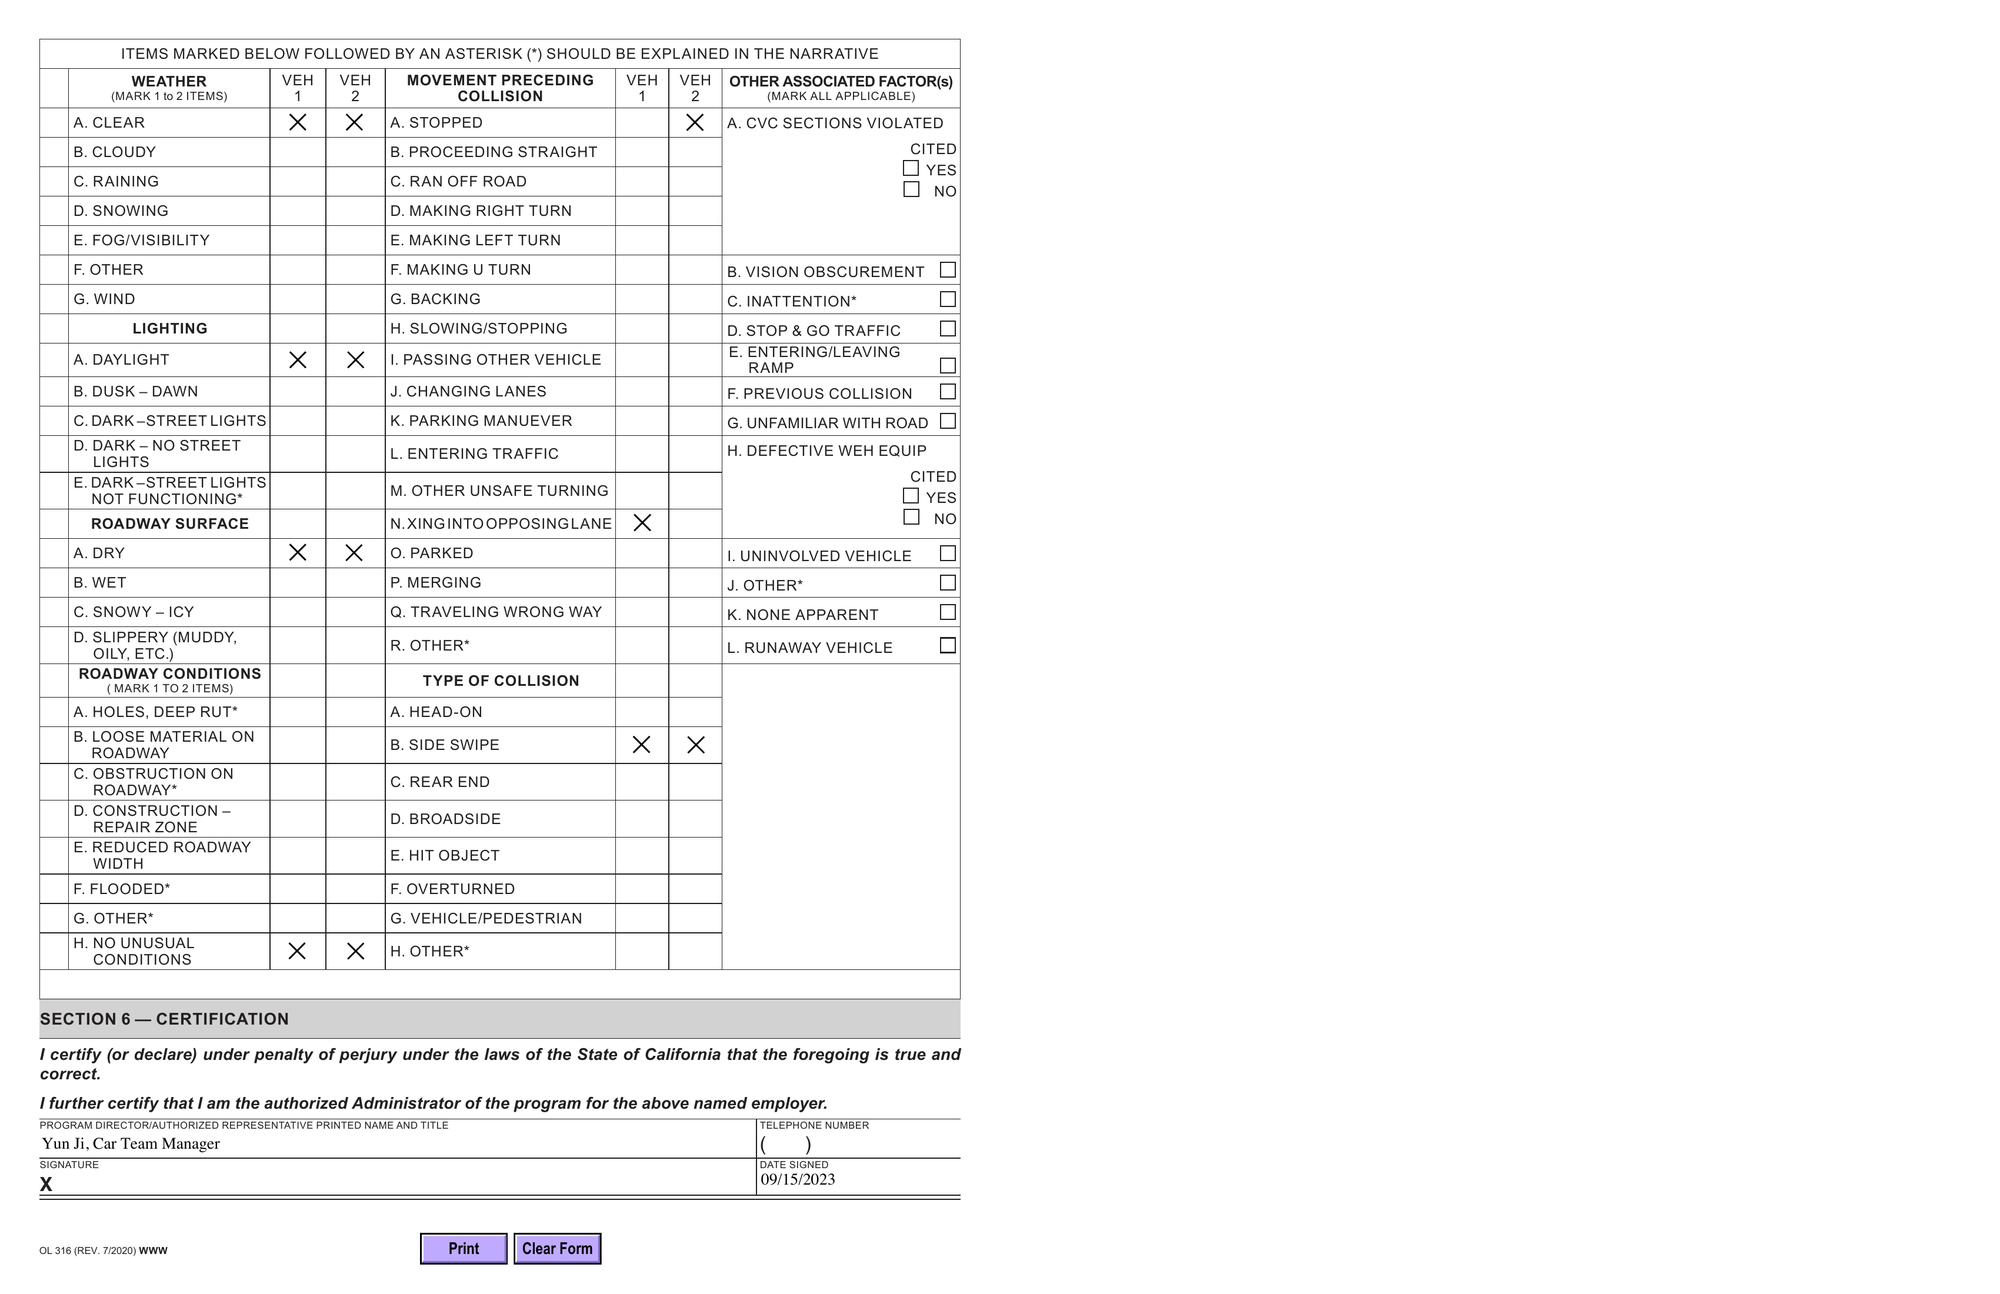 ITEMS MARKED BELOW FOLLOWED BY AN ASTERISK (*) SHOULD BE EXPLAINED IN THE NARRATIVE
WEATHER
(MARK 1 to 2 ITEMS)
VEH
1
VEH
2
MOVEMENT PRECEDING
COLLISION
VEH
1
VEH
2
OTHER ASSOCIATED FACTOR(s)
(MARK ALL APPLICABLE)
A. CLEAR
A. STOPPED
A. CVC SECTIONS VIOLATED
B. CLOUDY
B. PROCEEDING STRAIGHT
CITED
YES
C. RAINING
C. RAN OFF ROAD
NO
D. SNOWING
D. MAKING RIGHT TURN
E. FOG/VISIBILITY
E. MAKING LEFT TURN
F. OTHER
F. MAKING U TURN
B. VISION OBSCUREMENT
G. WIND
G. BACKING
C. INATTENTION*
LIGHTING
H. SLOWING/STOPPING
D. STOP & GO TRAFFIC
A. DAYLIGHT
I. PASSING OTHER VEHICLE
E. ENTERING/LEAVING
RAMP
B. DUSK – DAWN
J. CHANGING LANES
F. PREVIOUS COLLISION
C. DARK – STREET LIGHTS
K. PARKING MANUEVER
G. UNFAMILIAR WITH ROAD
D. DARK – NO STREET
LIGHTS
L. ENTERING TRAFFIC
H. DEFECTIVE WEH EQUIP
CITED
E. DARK – STREET LIGHTS
NOT FUNCTIONING*
M. OTHER UNSAFE TURNING
YES
ROADWAY SURFACE
N. XING INTO OPPOSING LANE
NO
A. DRY
O. PARKED
I. UNINVOLVED VEHICLE
B. WET
P. MERGING
J. OTHER*
C. SNOWY – ICY
Q. TRAVELING WRONG WAY
K. NONE APPARENT
D. SLIPPERY (MUDDY,
OILY, ETC.)
R. OTHER*
L. RUNAWAY VEHICLE
ROADWAY CONDITIONS
( MARK 1 TO 2 ITEMS)
TYPE OF COLLISION
A. HOLES, DEEP RUT*
A. HEAD-ON
B. LOOSE MATERIAL ON
ROADWAY
B. SIDE SWIPE
C. OBSTRUCTION ON
ROADWAY*
C. REAR END
D. CONSTRUCTION –
REPAIR ZONE
D. BROADSIDE
E. REDUCED ROADWAY
WIDTH
E. HIT OBJECT
F. FLOODED*
F. OVERTURNED
G. OTHER*
G. VEHICLE/PEDESTRIAN
H. NO UNUSUAL
CONDITIONS
H. OTHER*
SECTION 6 — CERTIFICATION
I certify (or declare) under penalty of perjury under the laws of the State of California that the foregoing is true and
correct.
I further certify that I am the authorized Administrator of the program for the above named employer.
PROGRAM DIRECTOR/AUTHORIZED REPRESENTATIVE PRINTED NAME AND TITLE
TELEPHONE NUMBER
Yun Ji, Car Team Manager
( )
SIGNATURE
DATE SIGNED
X
09/15/2023
OL 316 (REV. 7/2020) WWW
Print
Clear Form